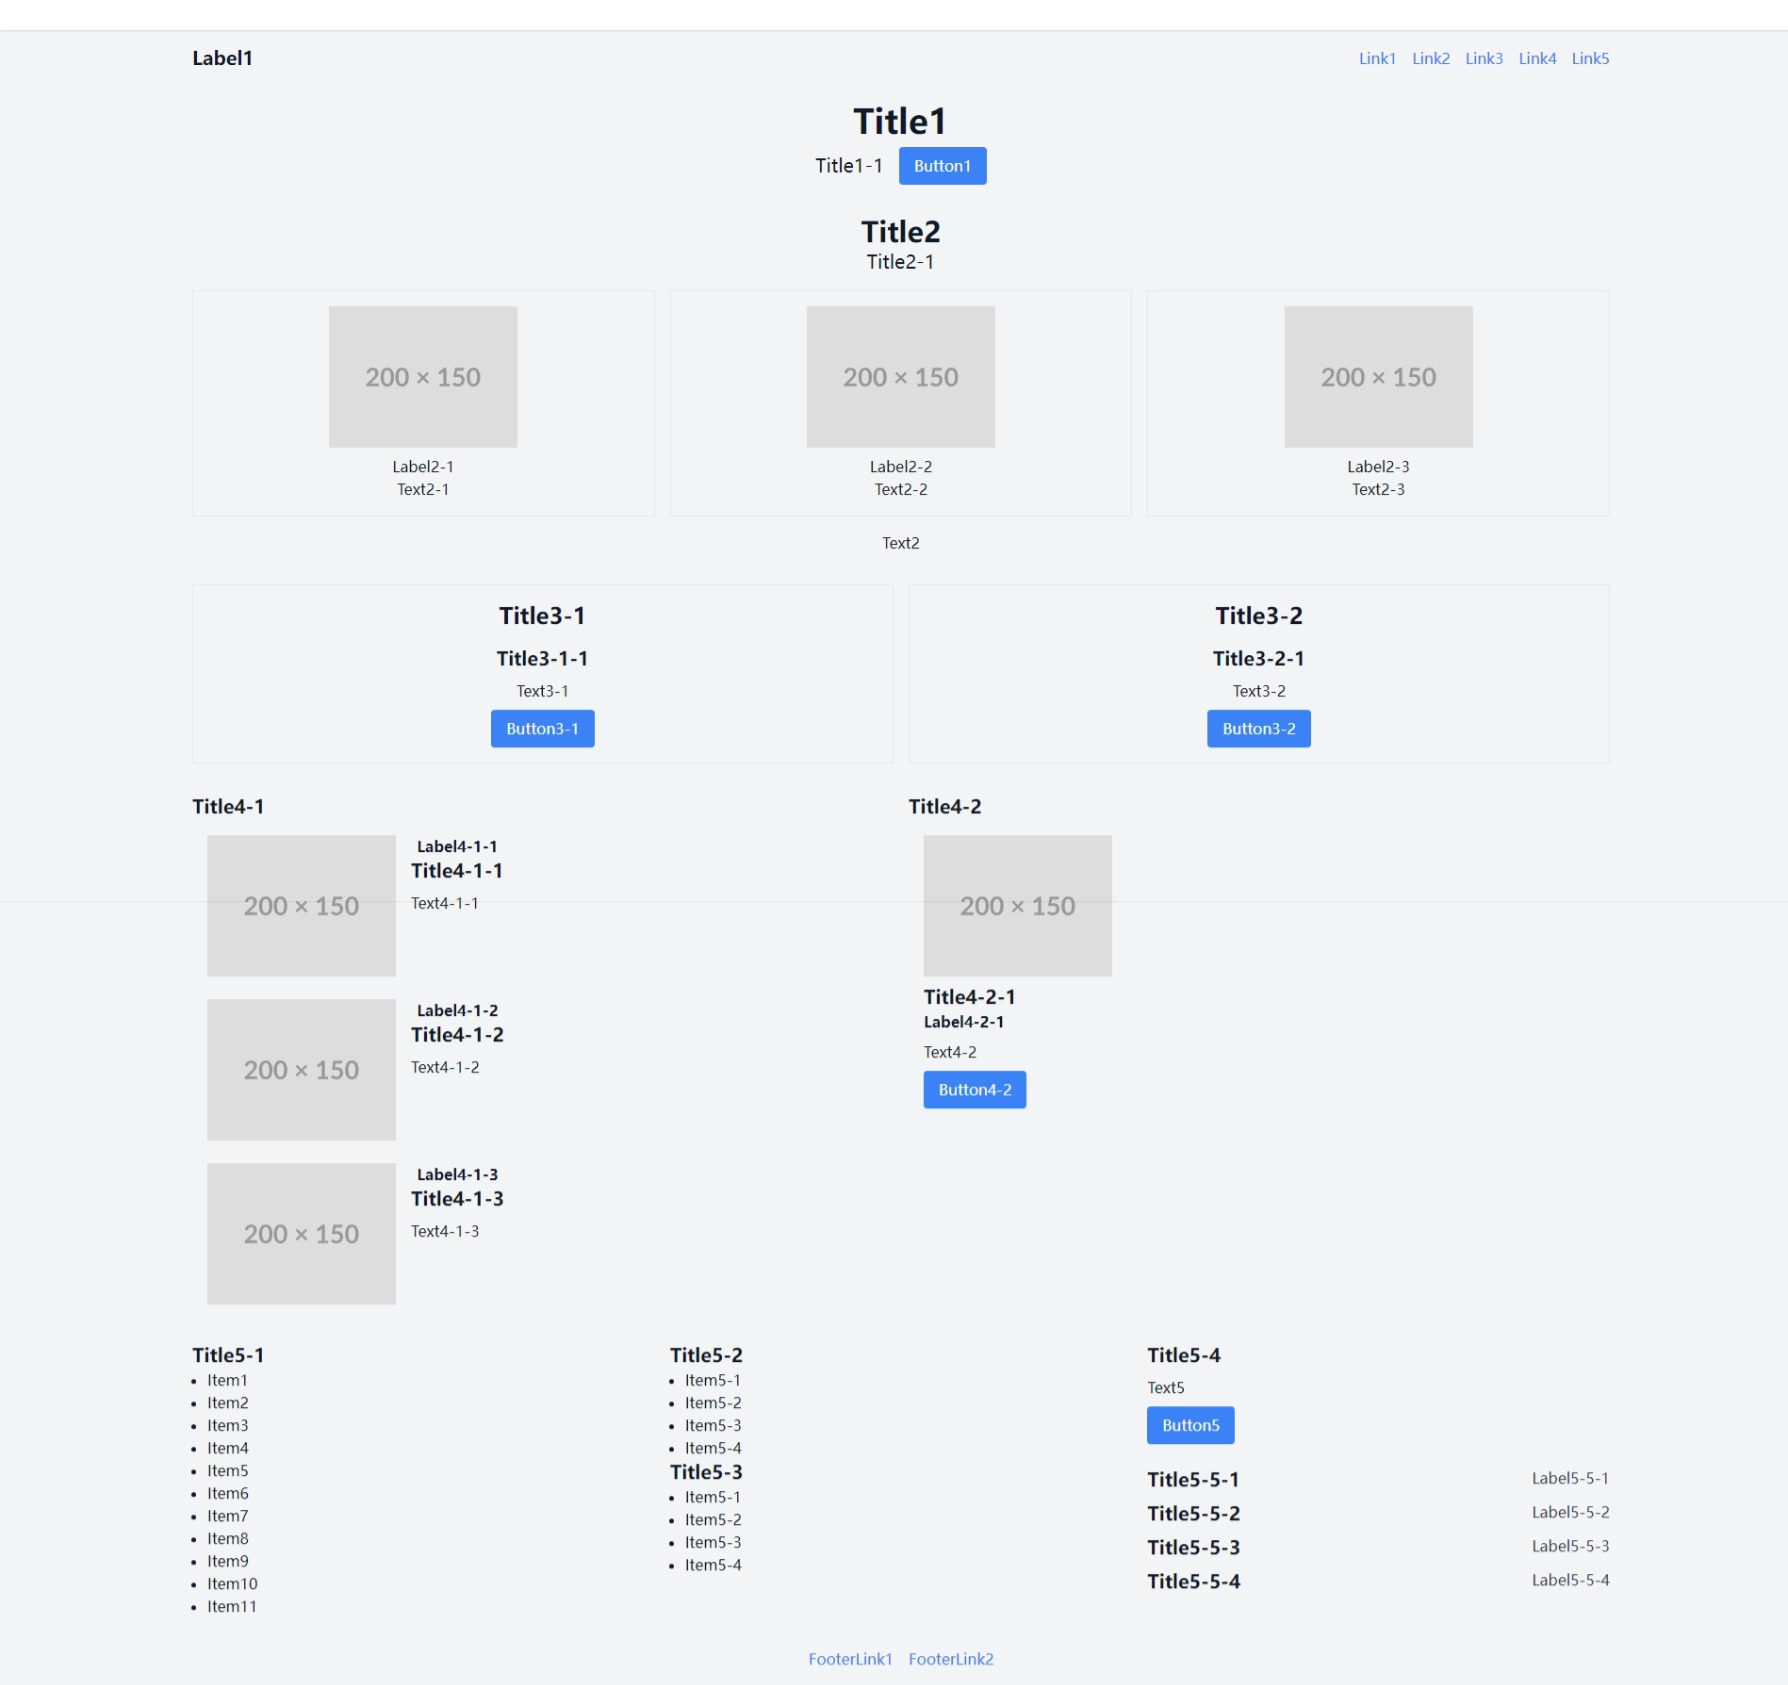 Label1
Link1 Link2 Link3 Link4 Link5
Title1
Title1-1 Button1
Title2
Title2-1
200 × 150
Label2-1
Text2-1
200 × 150
Label2-2
Text2-2
200 × 150
Label2-3
Text2-3
Text2
Title3-1
Title3-1-1
Text3-1
Button3-1
Title3-2
Title3-2-1
Text3-2
Button3-2
Title4-1
200 × 150
Label4-1-1
Title4-1-1
Text4-1-1
200 × 150
Label4-1-2
Title4-1-2
Text4-1-2
200 × 150
Label4-1-3
Title4-1-3
Text4-1-3
Title4-2
200 × 150
Title4-2-1
Label4-2-1
Text4-2
Button4-2
Title5-1
Item1
Item2
Item3
Item4
Item5
Item6
Item7
Item8
Item9
Item10
Item11
Title5-2
Item5-1
Item5-2
Item5-3
Item5-4
Title5-3
Item5-1
Item5-2
Item5-3
Item5-4
Title5-4
Text5
Button5
Title5-5-1 Label5-5-1
Title5-5-2 Label5-5-2
Title5-5-3 Label5-5-3
Title5-5-4 Label5-5-4
FooterLink1 FooterLink2